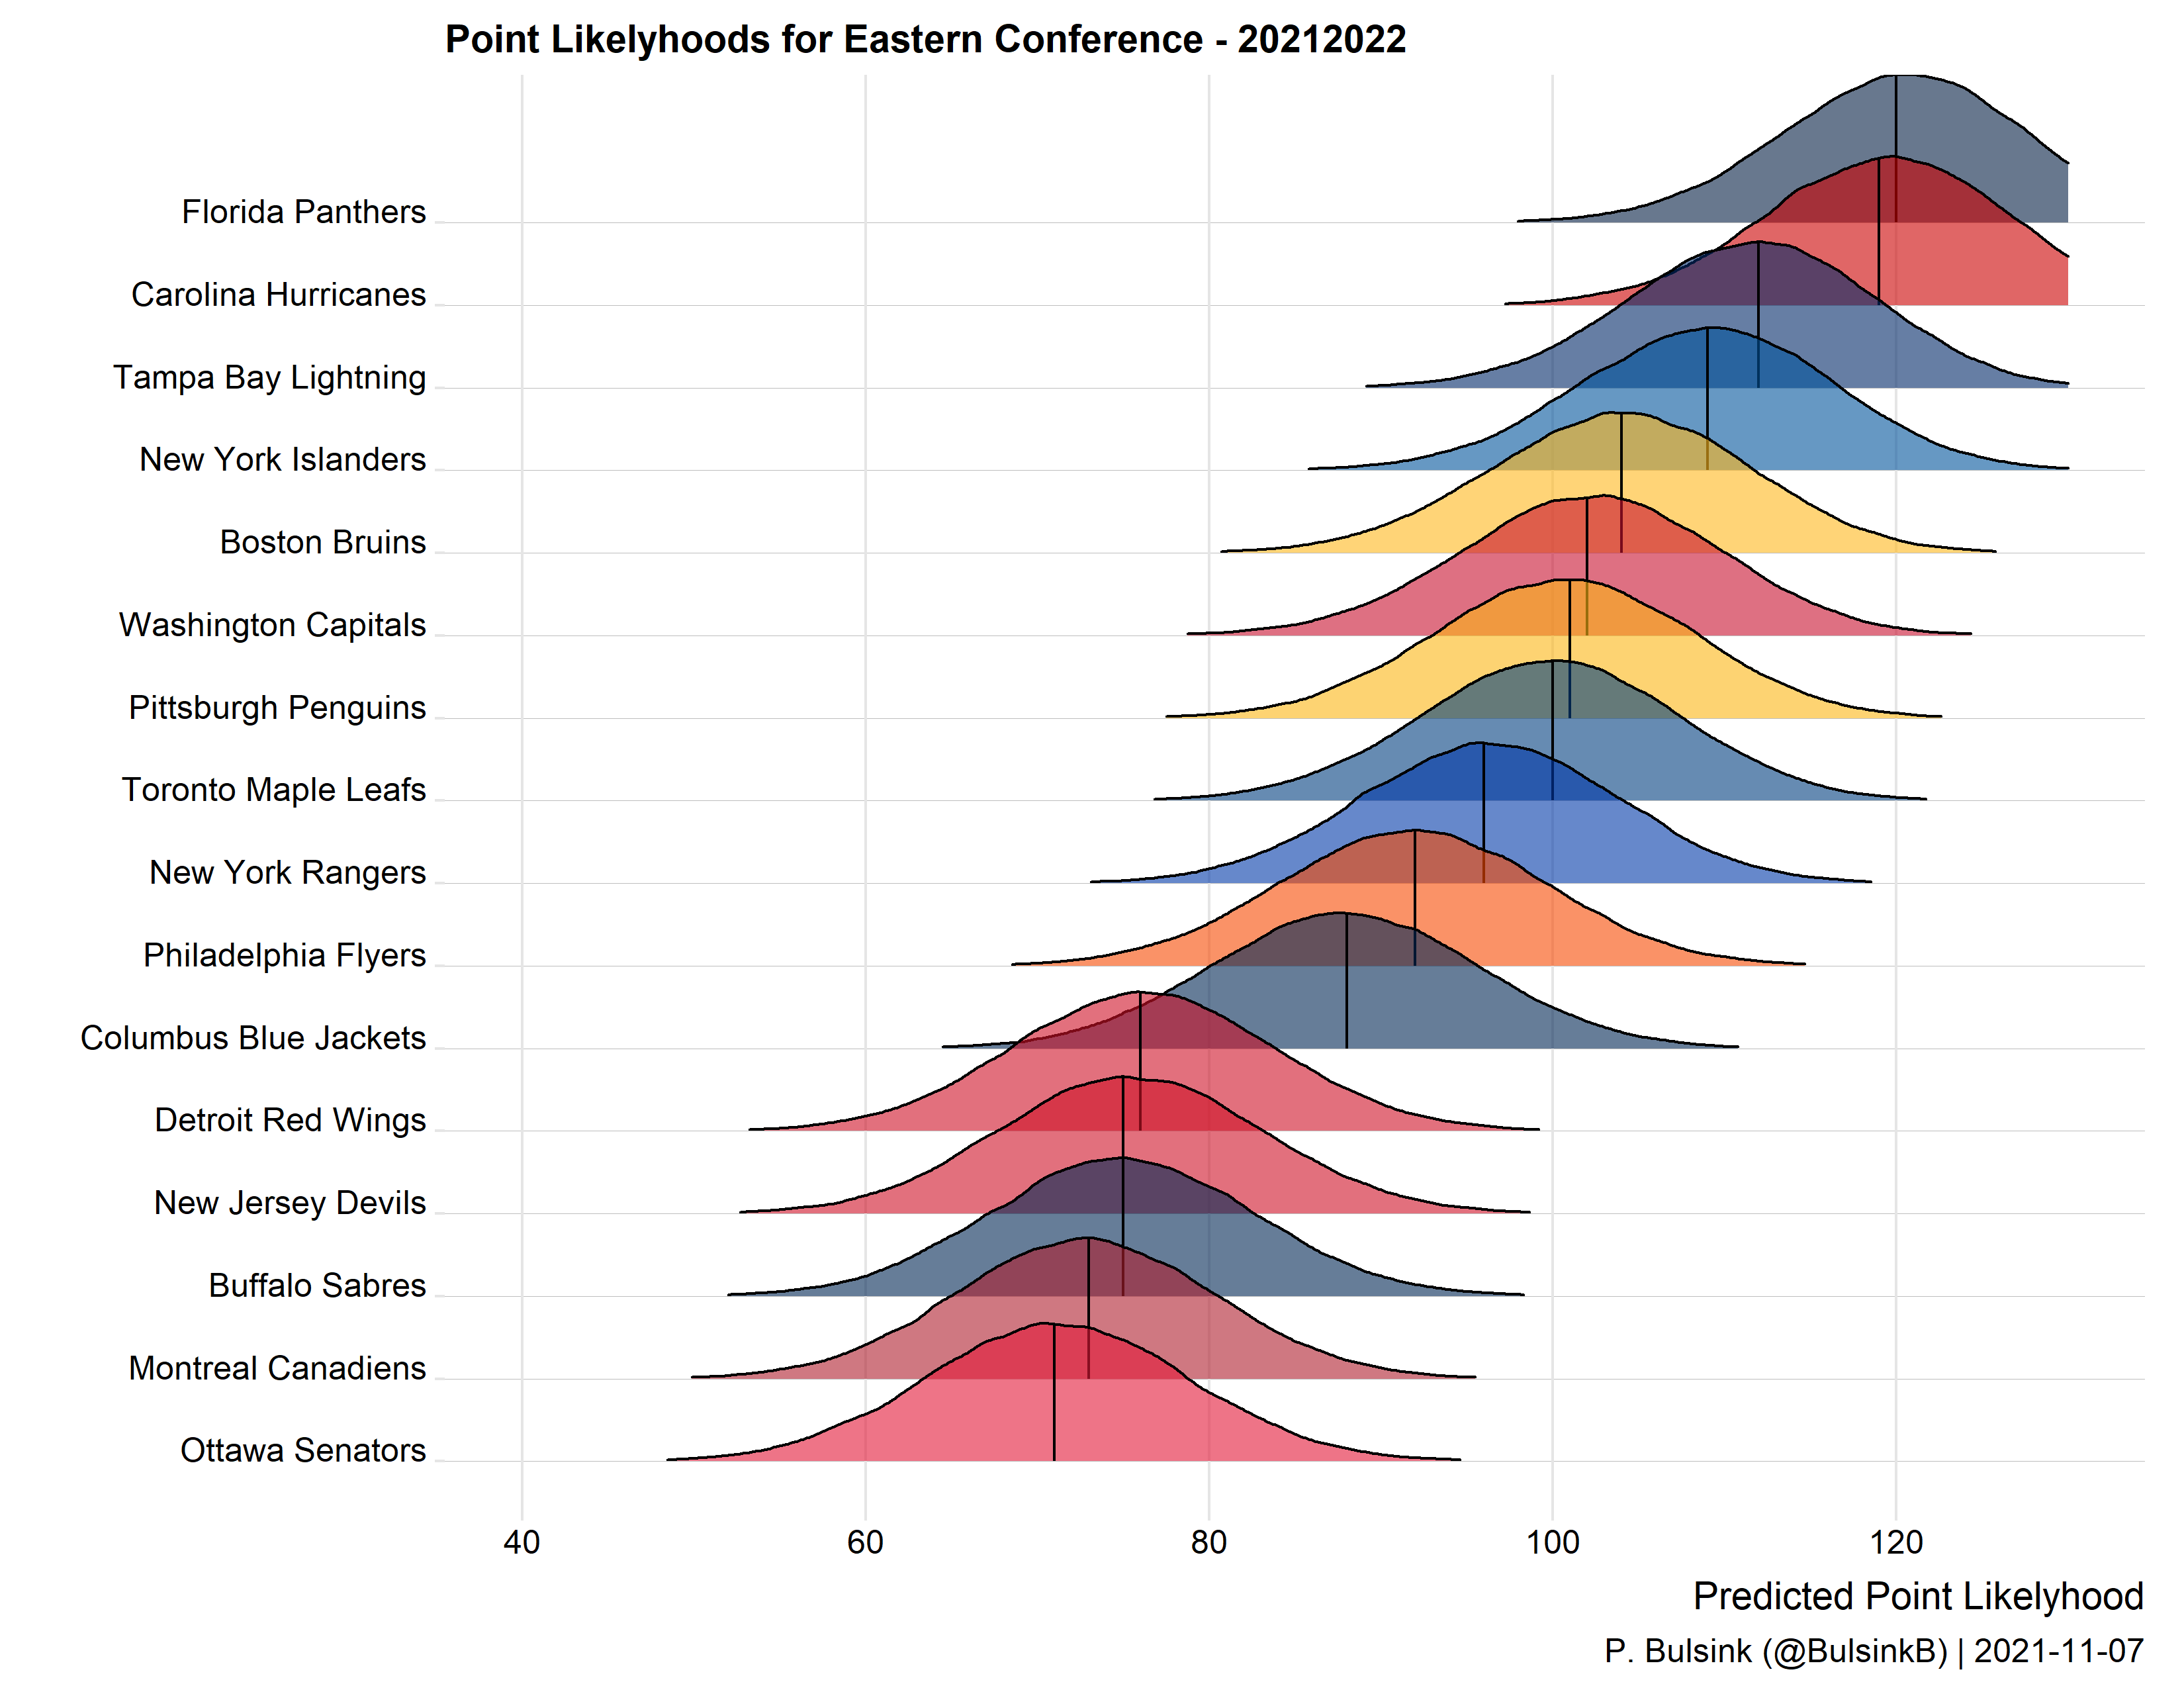 Point Likelyhoods for Eastern Conference - 20212022
Florida Panthers
Carolina Hurricanes
Tampa Bay Lightning
New York Islanders
Boston Bruins
Washington Capitals
Pittsburgh Penguins
Toronto Maple Leafs
New York Rangers
Philadelphia Flyers
Columbus Blue Jackets
Detroit Red Wings
New Jersey Devils
Buffalo Sabres
Montreal Canadiens
Ottawa Senators
40 60 80 100 120
Predicted Point Likelyhood
P. Bulsink (@BulsinkB) | 2021-11-07